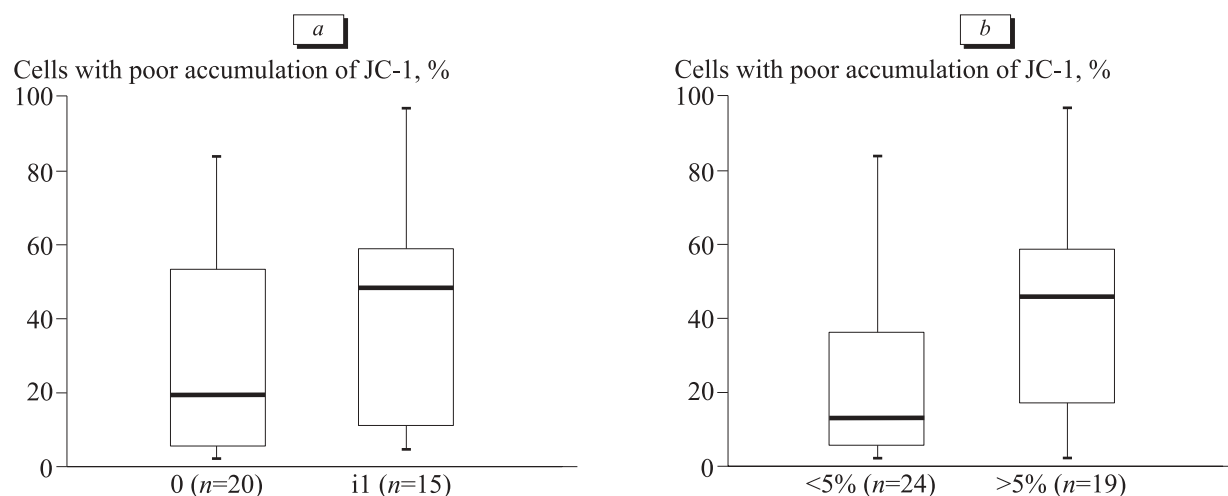 a
Cells with poor accumulation of JC-1, %
100
80
60
40
20
0
0 (n=20)
i1 (n=15)
b
Cells with poor accumulation of JC-1, %
100
80
60
40
20
0
<5% (n=24)
>5% (n=19)